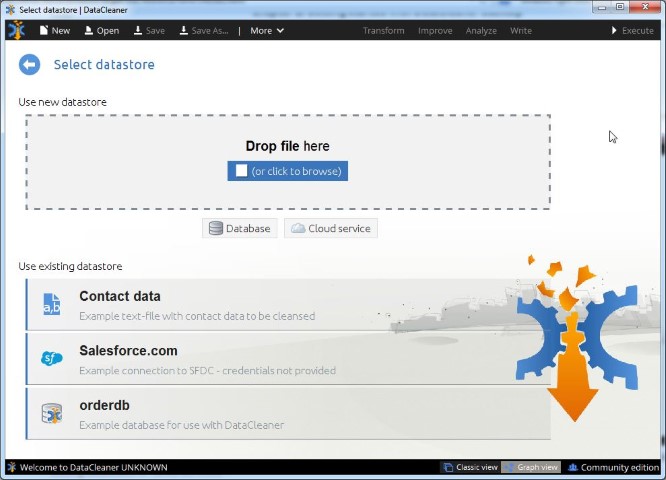 Select datastore | DataCleaner
New Open Save Save As... | More Transform Improve Analyze Write Execute
Select datastore
Use new datastore
Drop file here
(or click to browse)
Database Cloud service
Use existing datastore
a,b
Contact data
Example text-file with contact data to be cleansed
sf
Salesforce.com
Example connection to SFDC - credentials not provided
orderdb
Example database for use with DataCleaner
Welcome to DataCleaner UNKNOWN Classic view Graph view Community edition